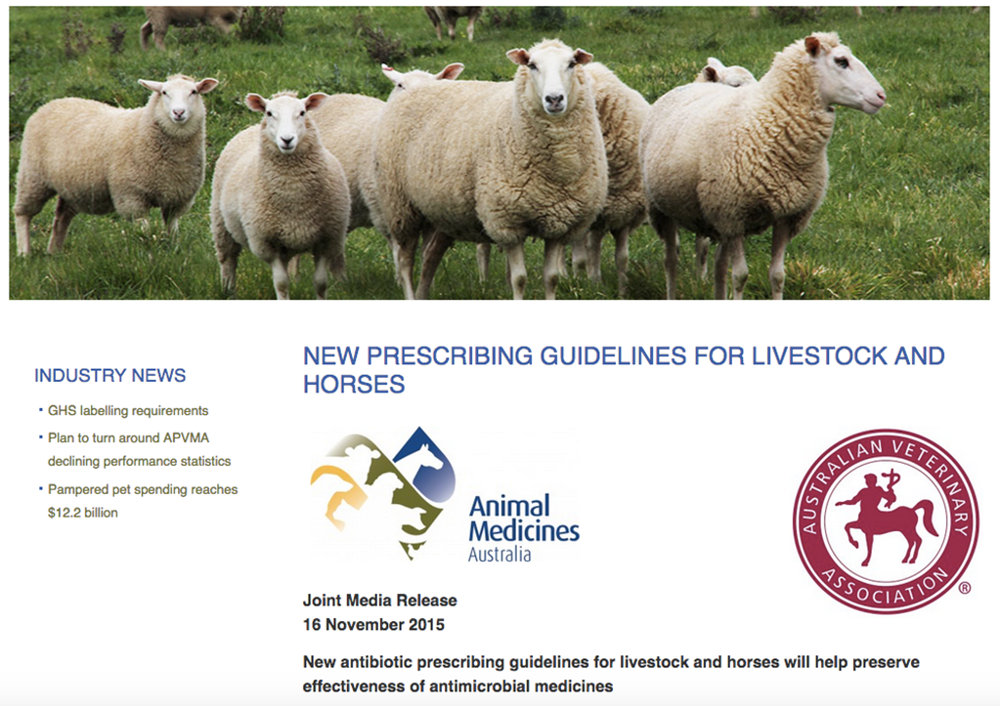 INDUSTRY NEWS
• GHS labelling requirements
• Plan to turn around APVMA
declining performance statistics
• Pampered pet spending reaches
$12.2 billion
NEW PRESCRIBING GUIDELINES FOR LIVESTOCK AND
HORSES
Animal
Medicines
Australia
AUSTRALIAN VETERINARY
ASSOCIATION
®
Joint Media Release
16 November 2015
New antibiotic prescribing guidelines for livestock and horses will help preserve
effectiveness of antimicrobial medicines